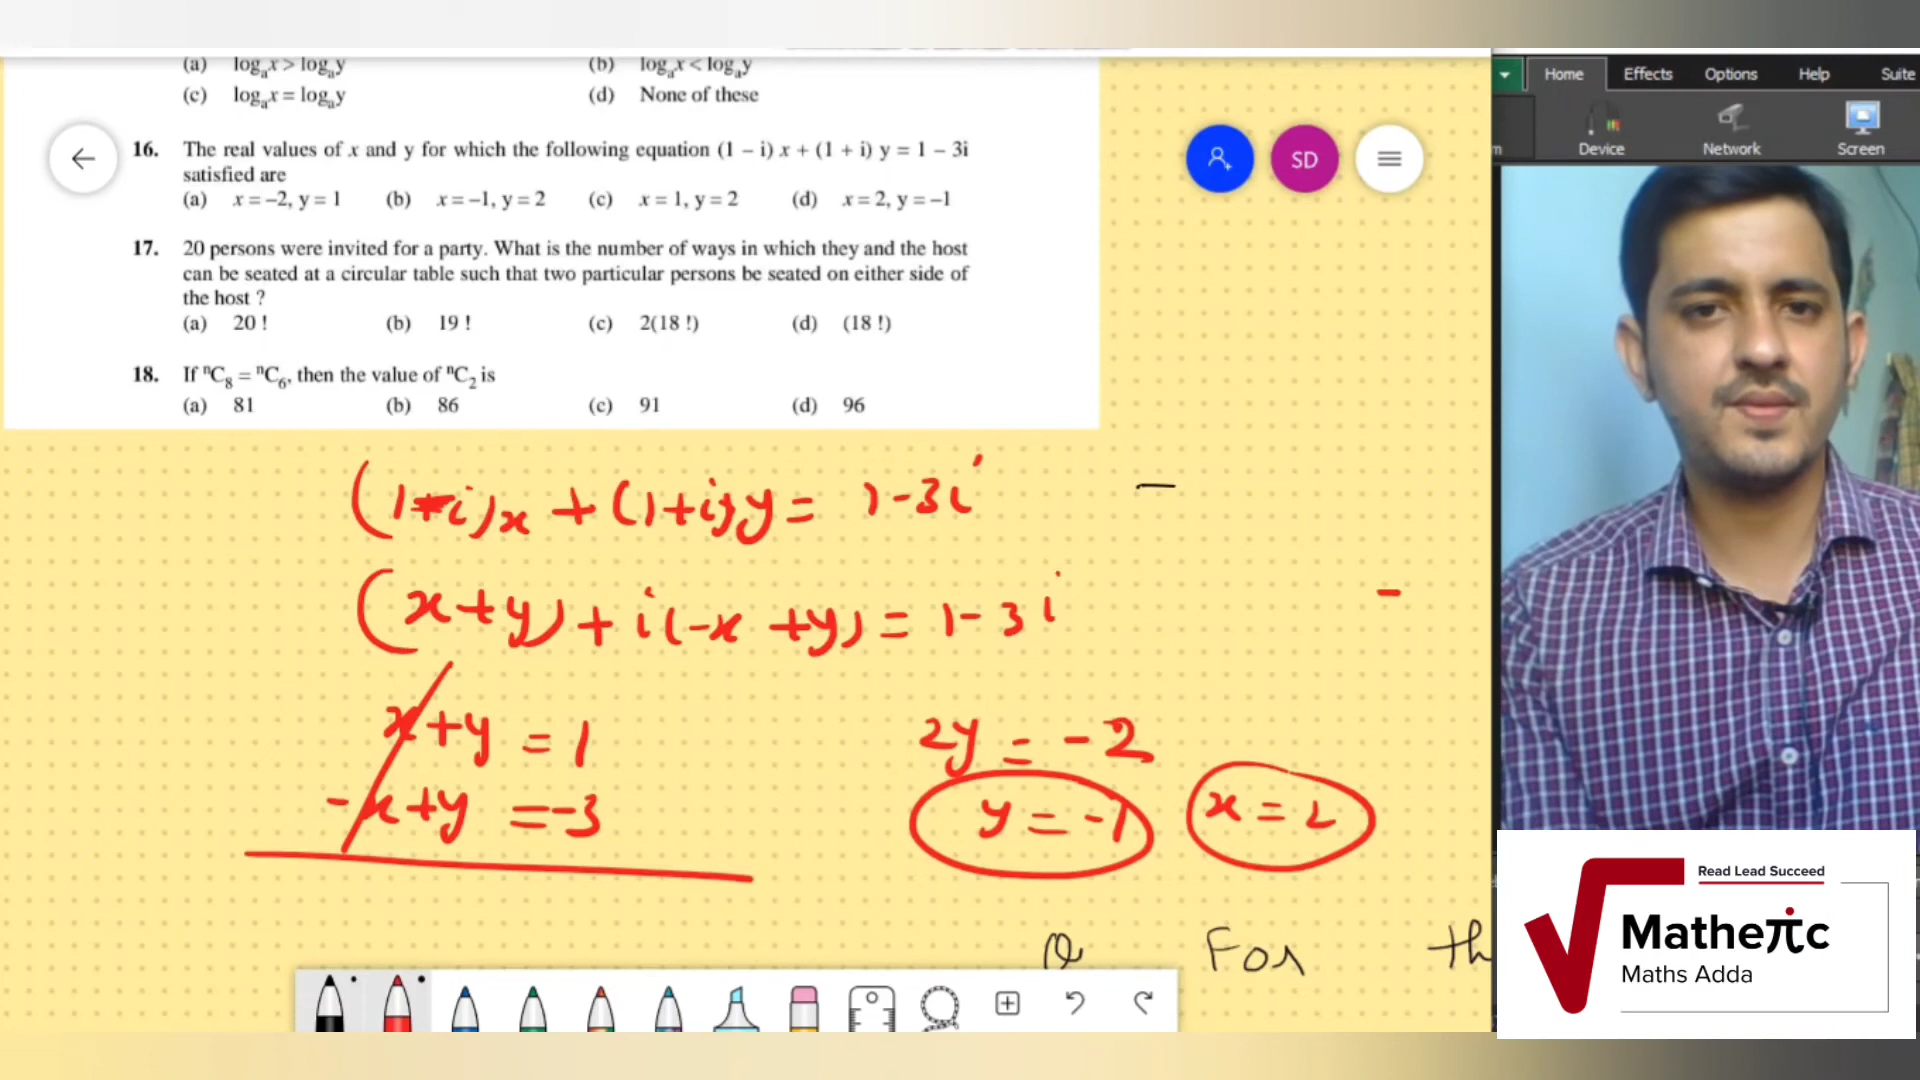 (a) logₐx > logₐy (b) logₐx < logₐy
(c) logₐx = logₐy (d) None of these
16. The real values of x and y for which the following equation (1 – i) x + (1 + i) y = 1 – 3i
satisfied are
(a) x = –2, y = 1 (b) x = –1, y = 2 (c) x = 1, y = 2 (d) x = 2, y = –1
17. 20 persons were invited for a party. What is the number of ways in which they and the host
can be seated at a circular table such that two particular persons be seated on either side of
the host ?
(a) 20 ! (b) 19 ! (c) 2(18 !) (d) (18 !)
18. If ⁿC₈ = ⁿC₆, then the value of ⁿC₂ is
(a) 81 (b) 86 (c) 91 (d) 96
(1-i)x + (1+i)y = 1-3i
(x+y) + i(-x +y) = 1-3i
x+y = 1
-x+y = -3
2y = -2
y = -1
x = 2
For th
SD
Home Effects Options Help Suite
Device Network Screen
Read Lead Succeed
Matheπc
Maths Adda